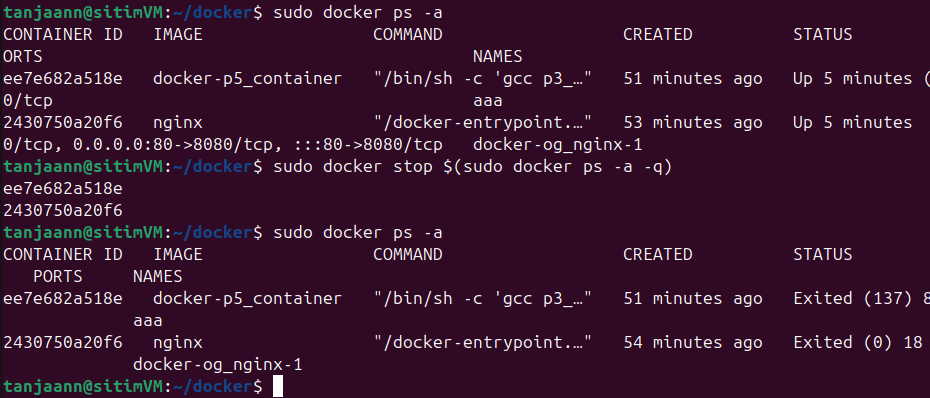 tanjaann@sitimVM:~/docker$ sudo docker ps -a
CONTAINER ID   IMAGE                 COMMAND                  CREATED          STATUS
ORTS                                           NAMES
ee7e682a518e   docker-p5_container   "/bin/sh -c 'gcc p3_…"   51 minutes ago   Up 5 minutes (
0/tcp                                          aaa
2430750a20f6   nginx                 "/docker-entrypoint.…"   53 minutes ago   Up 5 minutes
0/tcp, 0.0.0.0:80->8080/tcp, :::80->8080/tcp   docker-og_nginx-1
tanjaann@sitimVM:~/docker$ sudo docker stop $(sudo docker ps -a -q)
ee7e682a518e
2430750a20f6
tanjaann@sitimVM:~/docker$ sudo docker ps -a
CONTAINER ID   IMAGE                 COMMAND                  CREATED          STATUS
   PORTS     NAMES
ee7e682a518e   docker-p5_container   "/bin/sh -c 'gcc p3_…"   51 minutes ago   Exited (137) 8
             aaa
2430750a20f6   nginx                 "/docker-entrypoint.…"   54 minutes ago   Exited (0) 18
             docker-og_nginx-1
tanjaann@sitimVM:~/docker$